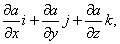 ∂a/∂x i + ∂a/∂y j + ∂a/∂z k,